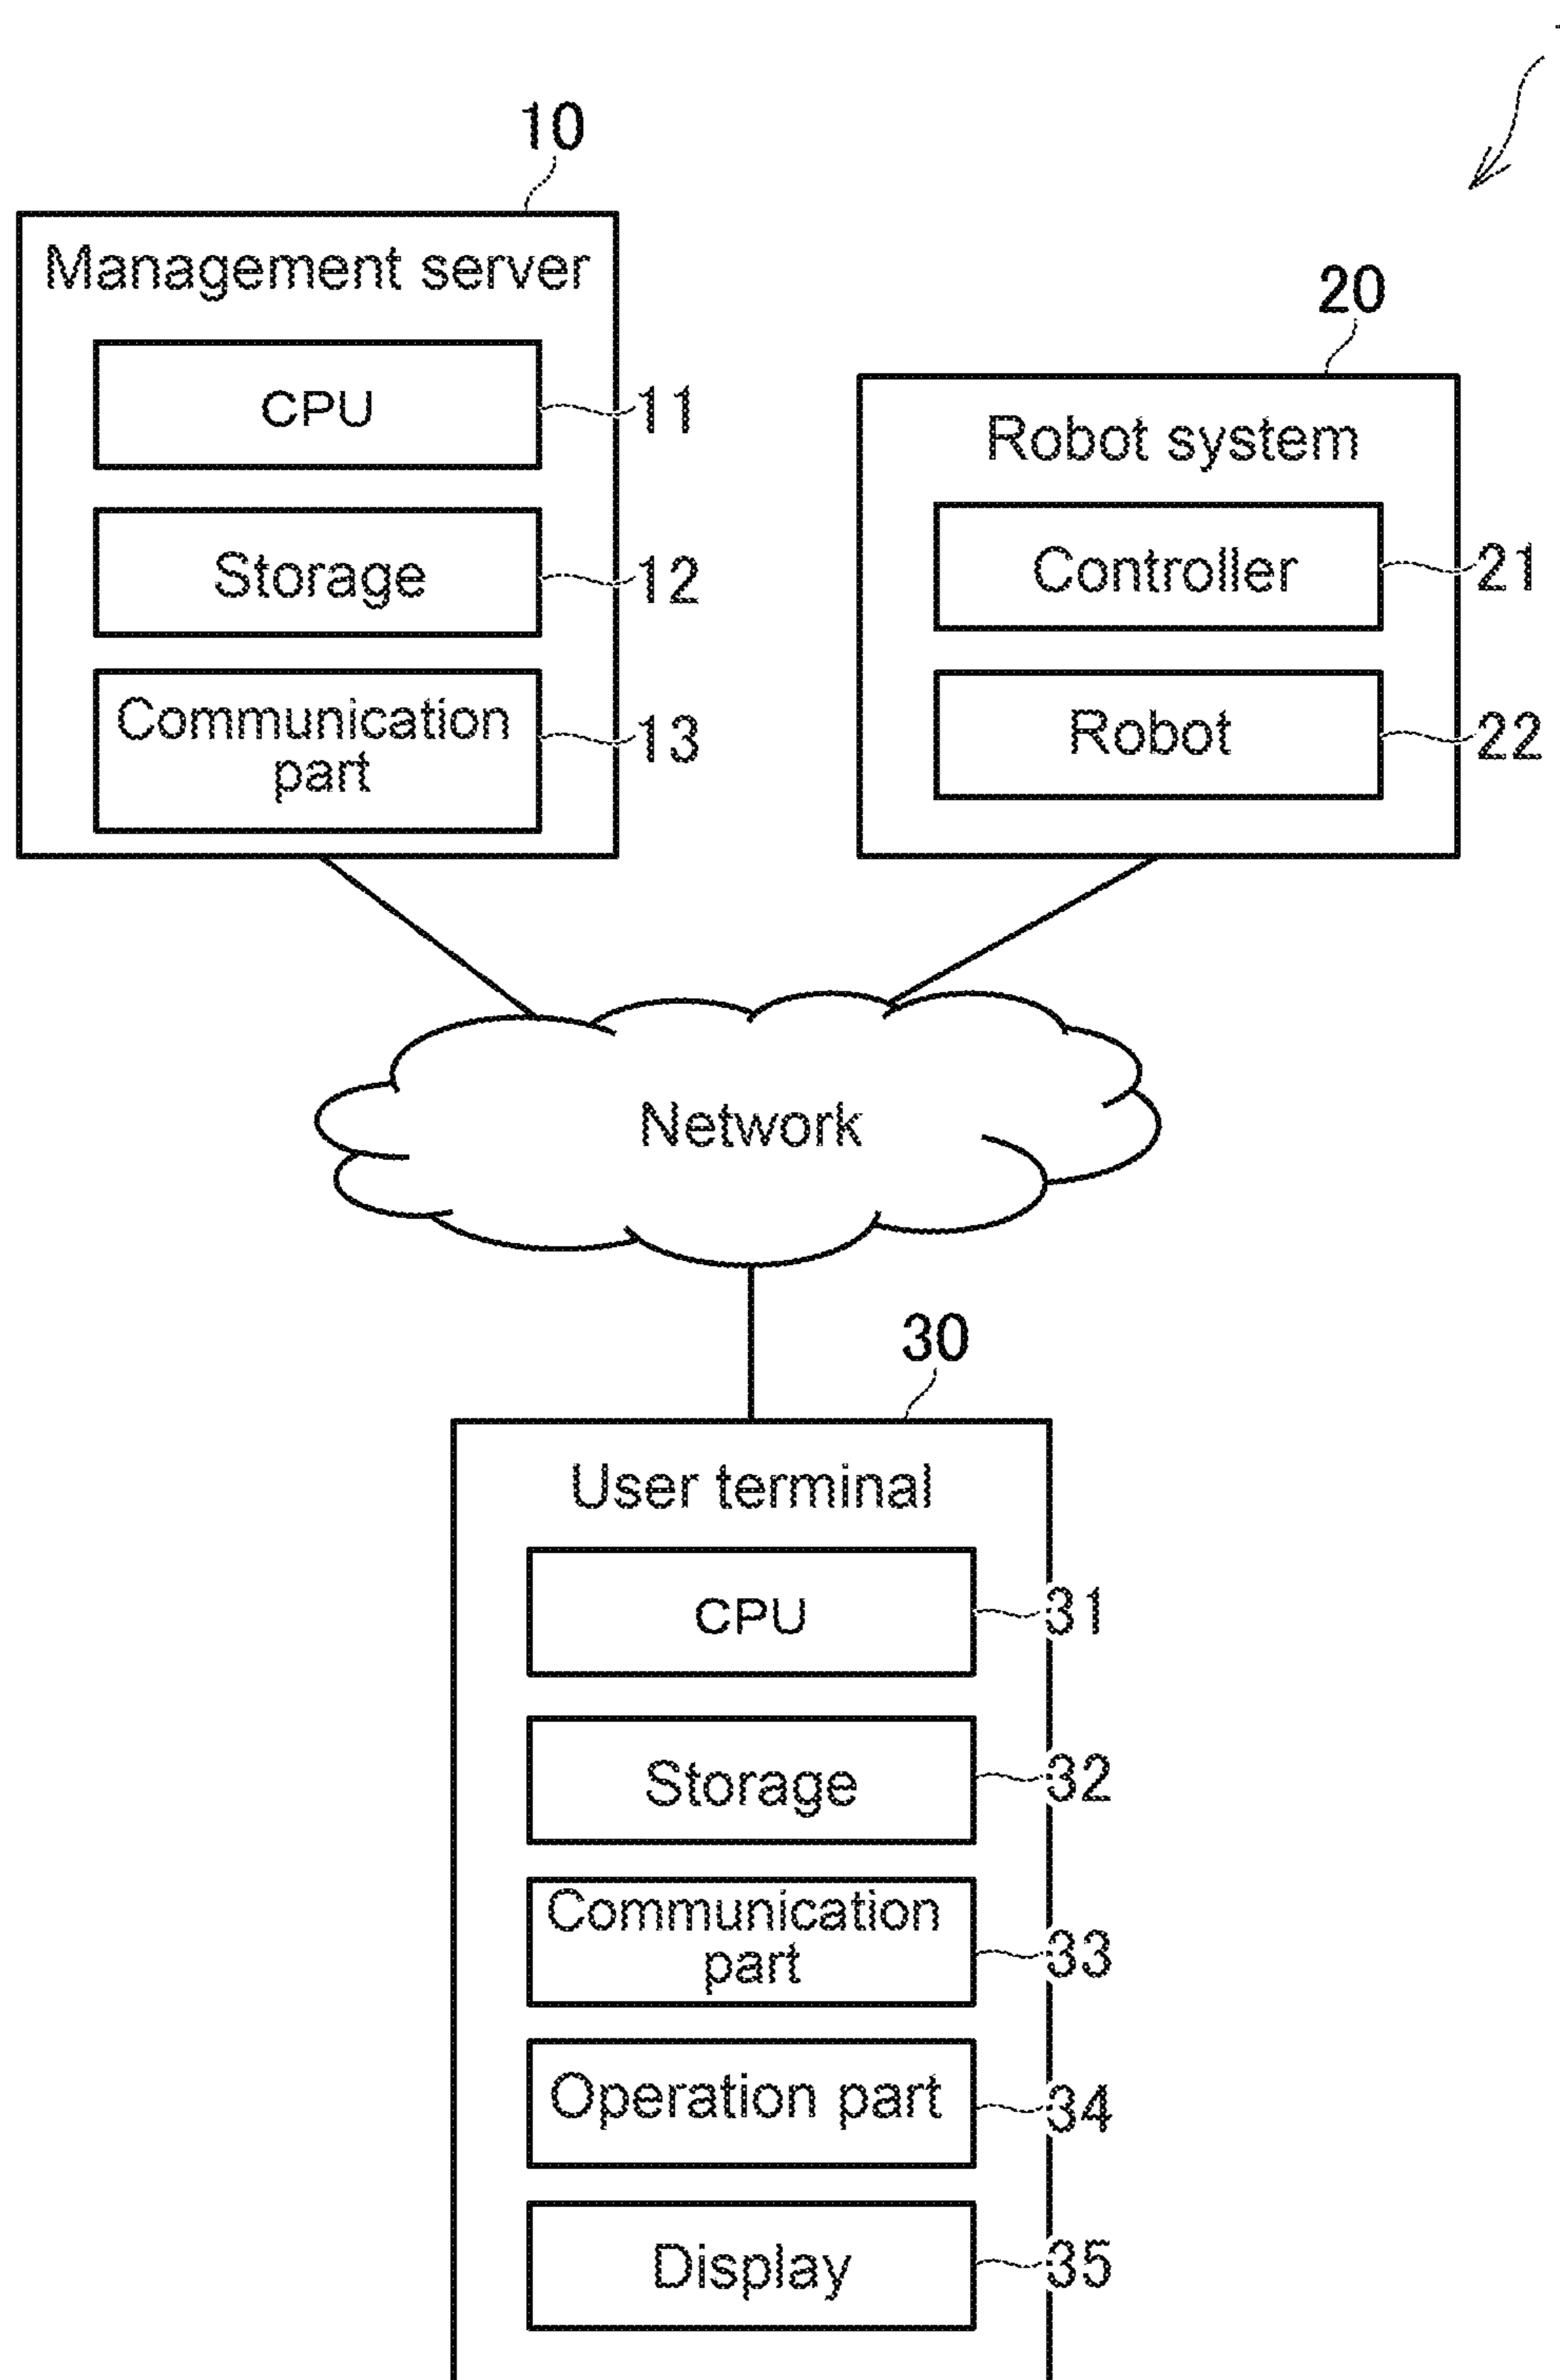 10
Management server
CPU
11
Storage
12
Communication
part
13
20
Robot system
Controller
21
Robot
22
Network
30
User terminal
CPU
31
Storage
32
Communication
part
33
Operation part
34
Display
35